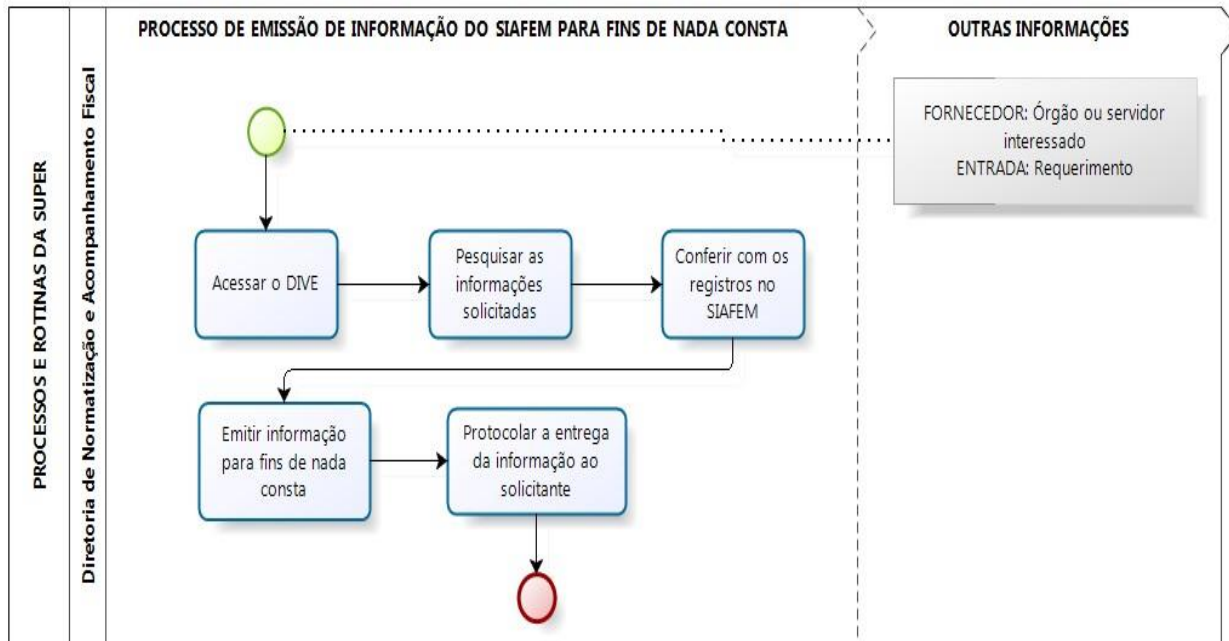 PROCESSO DE EMISSÃO DE INFORMAÇÃO DO SIAFEM PARA FINS DE NADA CONSTA
OUTRAS INFORMAÇÕES
PROCESSOS E ROTINAS DA SUPER
Diretoria de Normatização e Acompanhamento Fiscal
FORNECEDOR: Órgão ou servidor
interessado
ENTRADA: Requerimento
Acessar o DIVE
Pesquisar as
informações
solicitadas
Conferir com os
registros no
SIAFEM
Emitir informação
para fins de nada
consta
Protocolar a entrega
da informação ao
solicitante